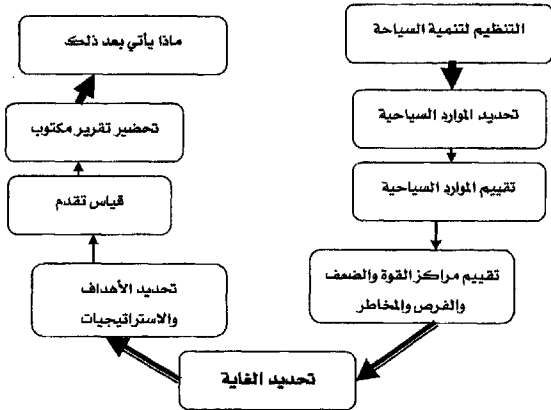 التنظيم لتنمية السياحة
تحديد الموارد السياحية
تقييم الموارد السياحية
تقييم مراكز القوة والضعف
والفرص والمخاطر
تحديد الغاية
تحديد الأهداف
والاستراتيجيات
قياس تقدم
تحضير تقرير مكتوب
ماذا يأتي بعد ذلك